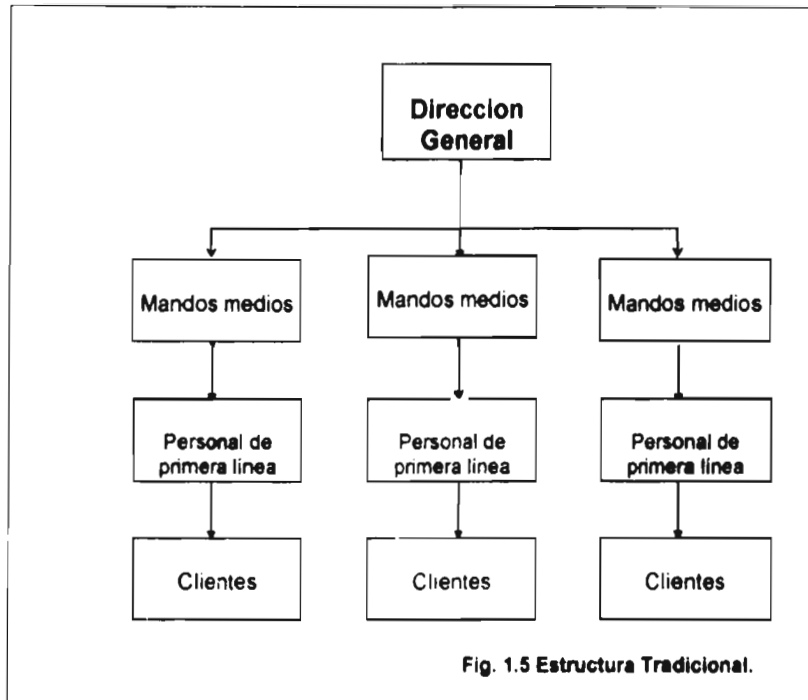 Direccion
General
Mandos medios
Mandos medios
Mandos medios
Personal de
primera línea
Personal de
primera línea
Personal de
primera línea
Clientes
Clientes
Clientes
Fig. 1.5 Estructura Tradicional.